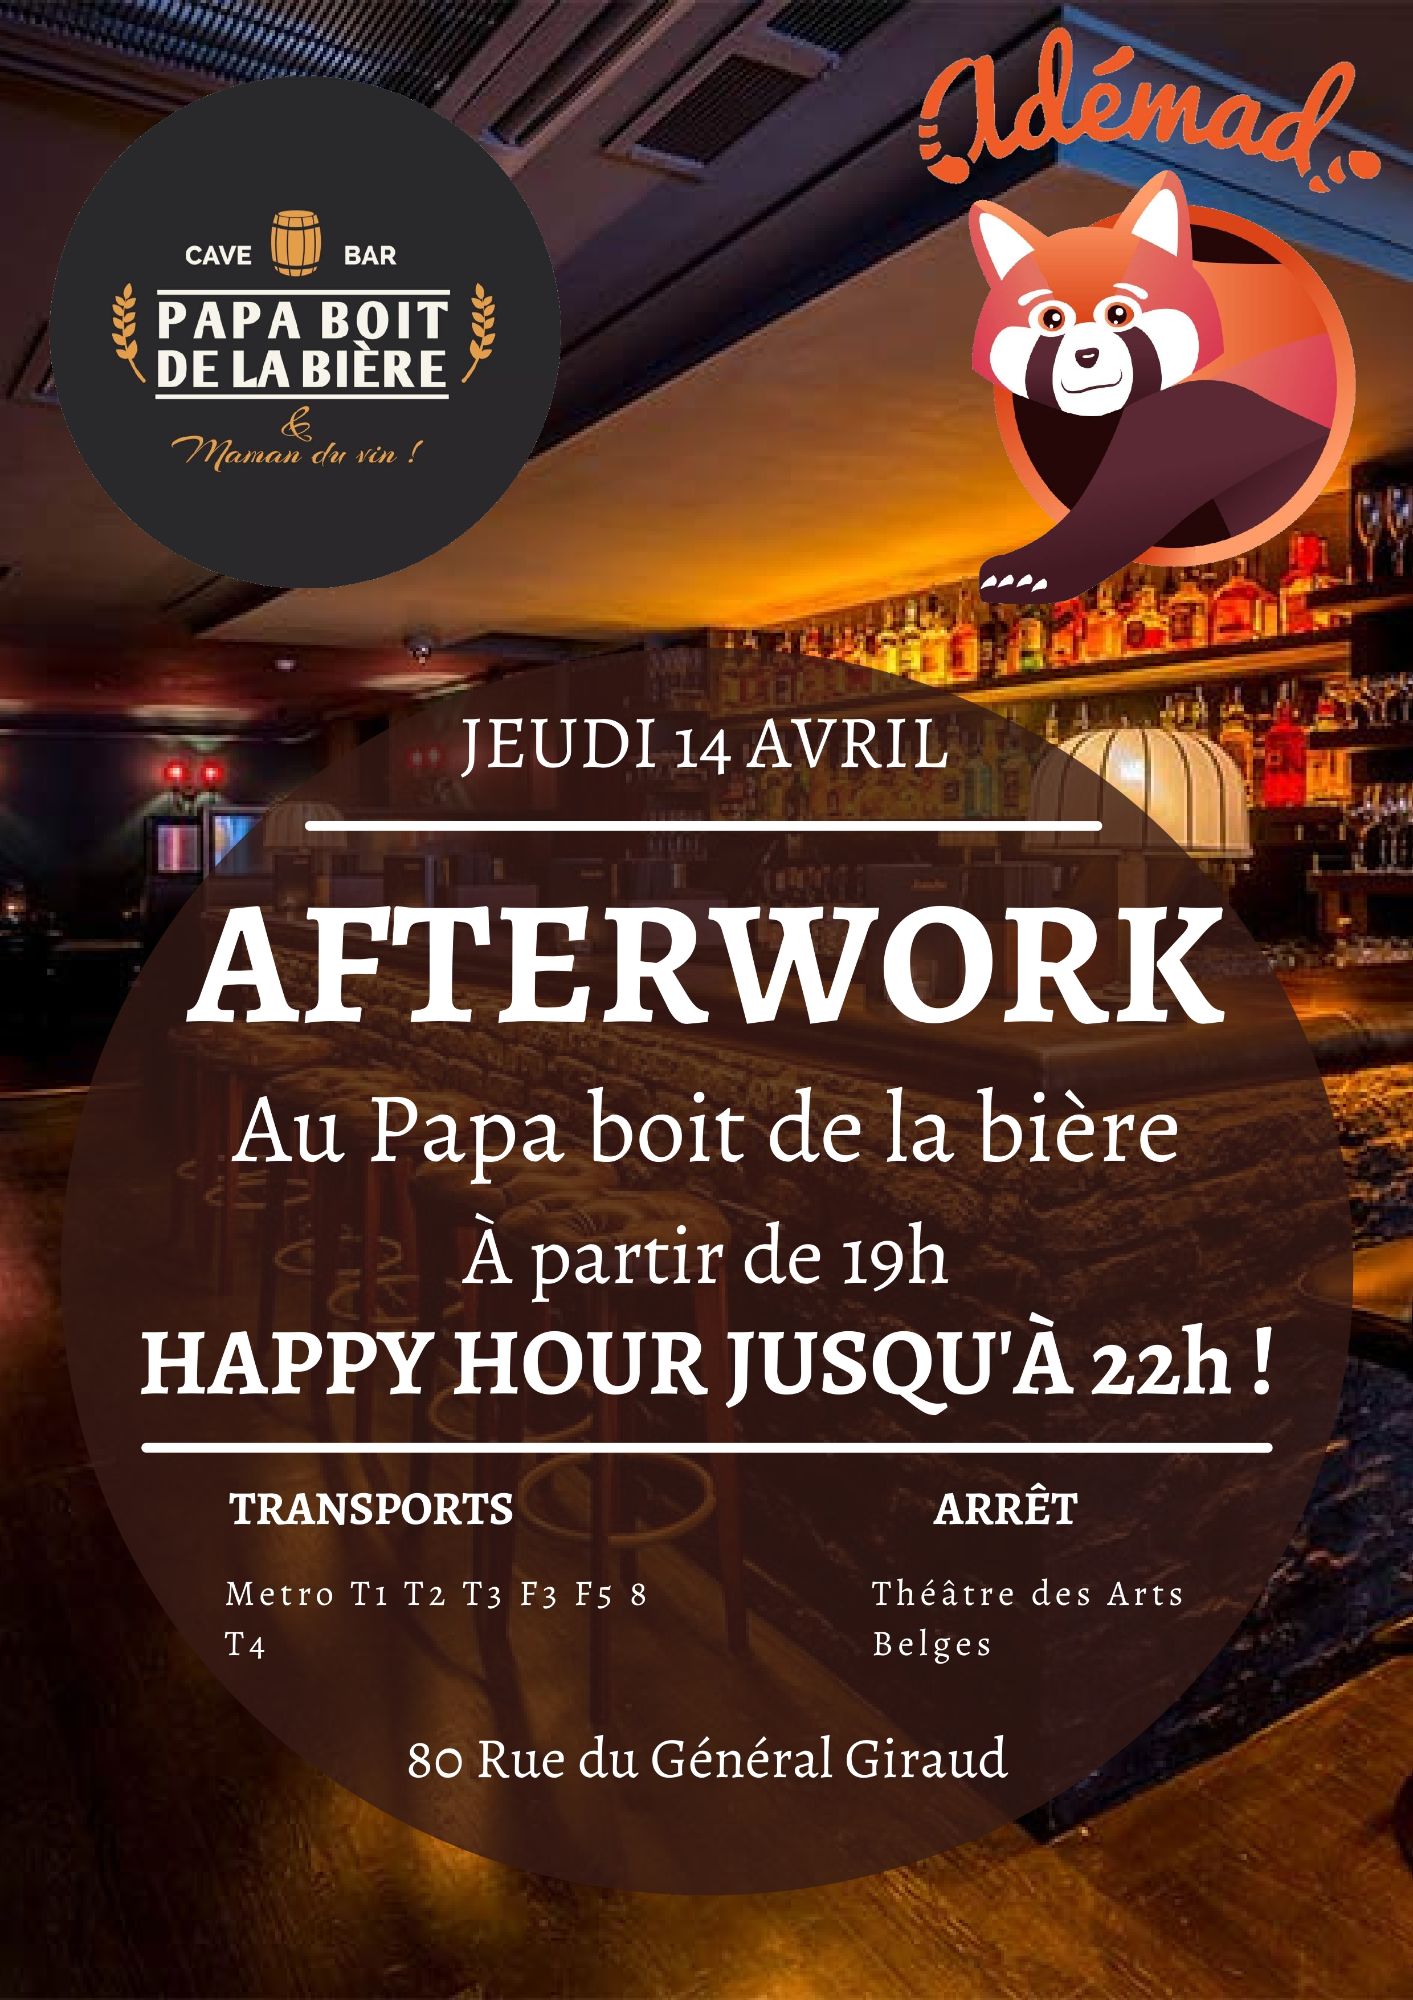 Adémad
CAVE BAR
PAPA BOIT
DE LA BIÈRE
&
Maman du vin !
JEUDI 14 AVRIL
AFTERWORK
Au Papa boit de la bière
À partir de 19h
HAPPY HOUR JUSQU'À 22h !
TRANSPORTS
Metro T1 T2 T3 F3 F5 8
T4
ARRÊT
Théâtre des Arts
Belges
80 Rue du Général Giraud